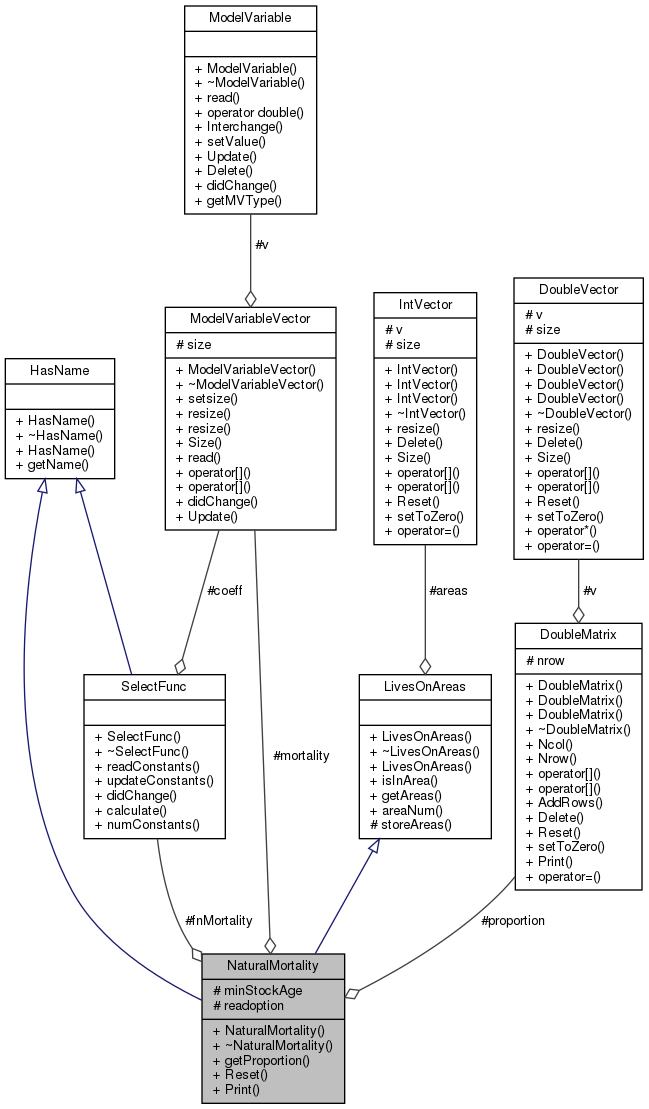 ModelVariable
+ ModelVariable()
+ ~ModelVariable()
+ read()
+ operator double()
+ Interchange()
+ setValue()
+ Update()
+ Delete()
+ didChange()
+ getMVType()
#v
ModelVariableVector
# size
+ ModelVariableVector()
+ ~ModelVariableVector()
+ setsize()
+ resize()
+ resize()
+ Size()
+ read()
+ operator[]()
+ operator[]()
+ didChange()
+ Update()
IntVector
# v
# size
+ IntVector()
+ IntVector()
+ IntVector()
+ ~IntVector()
+ resize()
+ Delete()
+ Size()
+ operator[]()
+ operator[]()
+ Reset()
+ setToZero()
+ operator=()
DoubleVector
# v
# size
+ DoubleVector()
+ DoubleVector()
+ DoubleVector()
+ DoubleVector()
+ ~DoubleVector()
+ resize()
+ Delete()
+ Size()
+ operator[]()
+ operator[]()
+ Reset()
+ setToZero()
+ operator*()
+ operator=()
HasName
+ HasName()
+ ~HasName()
+ HasName()
+ getName()
#coeff
#areas
#v
SelectFunc
+ SelectFunc()
+ ~SelectFunc()
+ readConstants()
+ updateConstants()
+ didChange()
+ calculate()
+ numConstants()
#mortality
LivesOnAreas
+ LivesOnAreas()
+ ~LivesOnAreas()
+ LivesOnAreas()
+ isInArea()
+ getAreas()
+ areaNum()
# storeAreas()
DoubleMatrix
# nrow
+ DoubleMatrix()
+ DoubleMatrix()
+ DoubleMatrix()
+ ~DoubleMatrix()
+ Ncol()
+ Nrow()
+ operator[]()
+ operator[]()
+ AddRows()
+ Delete()
+ Reset()
+ setToZero()
+ Print()
+ operator=()
#fnMortality
#proportion
NaturalMortality
# minStockAge
# readoption
+ NaturalMortality()
+ ~NaturalMortality()
+ getProportion()
+ Reset()
+ Print()